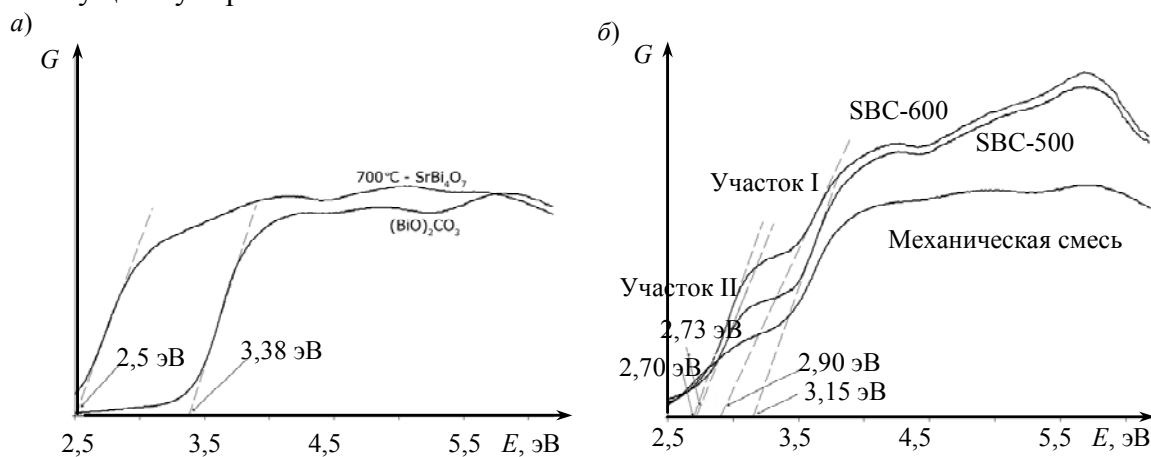 а)
G
700°C - SrBi₄O₇
(BiO)₂CO₃
2,5 эВ
3,38 эВ
2,5
3,5
4,5
5,5
E, эВ
б)
G
SBC-600
SBC-500
Участок I
Механическая смесь
Участок II
2,73 эВ
2,70 эВ
2,90 эВ
3,15 эВ
2,5
3,5
4,5
5,5
E, эВ